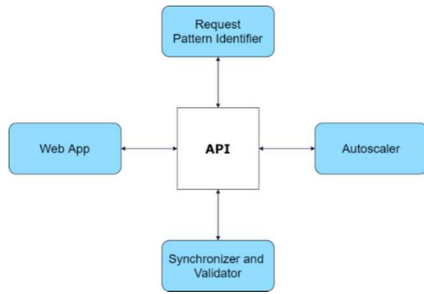 Request
Pattern Identifier
Web App
API
Autoscaler
Synchronizer and
Validator